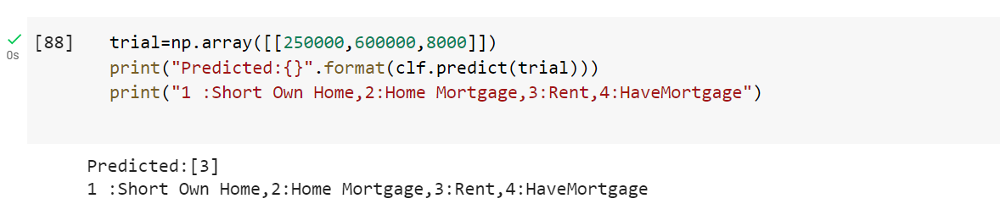 [88] trial=np.array([[250000,600000,8000]])
0s print("Predicted:{}".format(clf.predict(trial)))
print("1 :Short Own Home,2:Home Mortgage,3:Rent,4:HaveMortgage")
Predicted:[3]
1 :Short Own Home,2:Home Mortgage,3:Rent,4:HaveMortgage